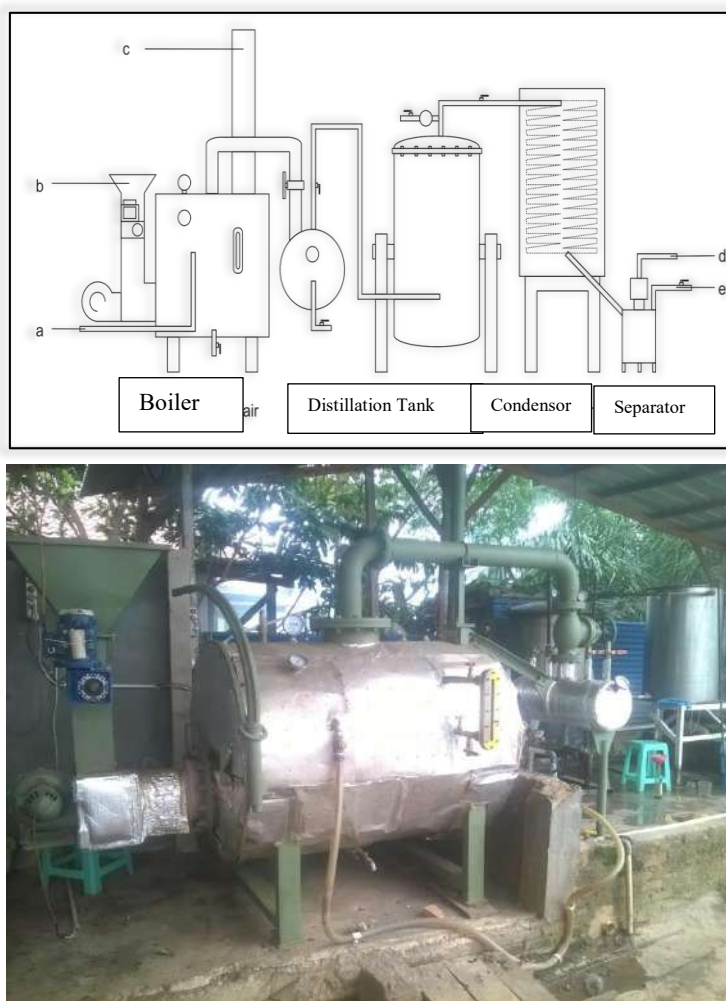 c
b
d
e
a
Boiler
air
Distillation Tank
Condensor
Separator